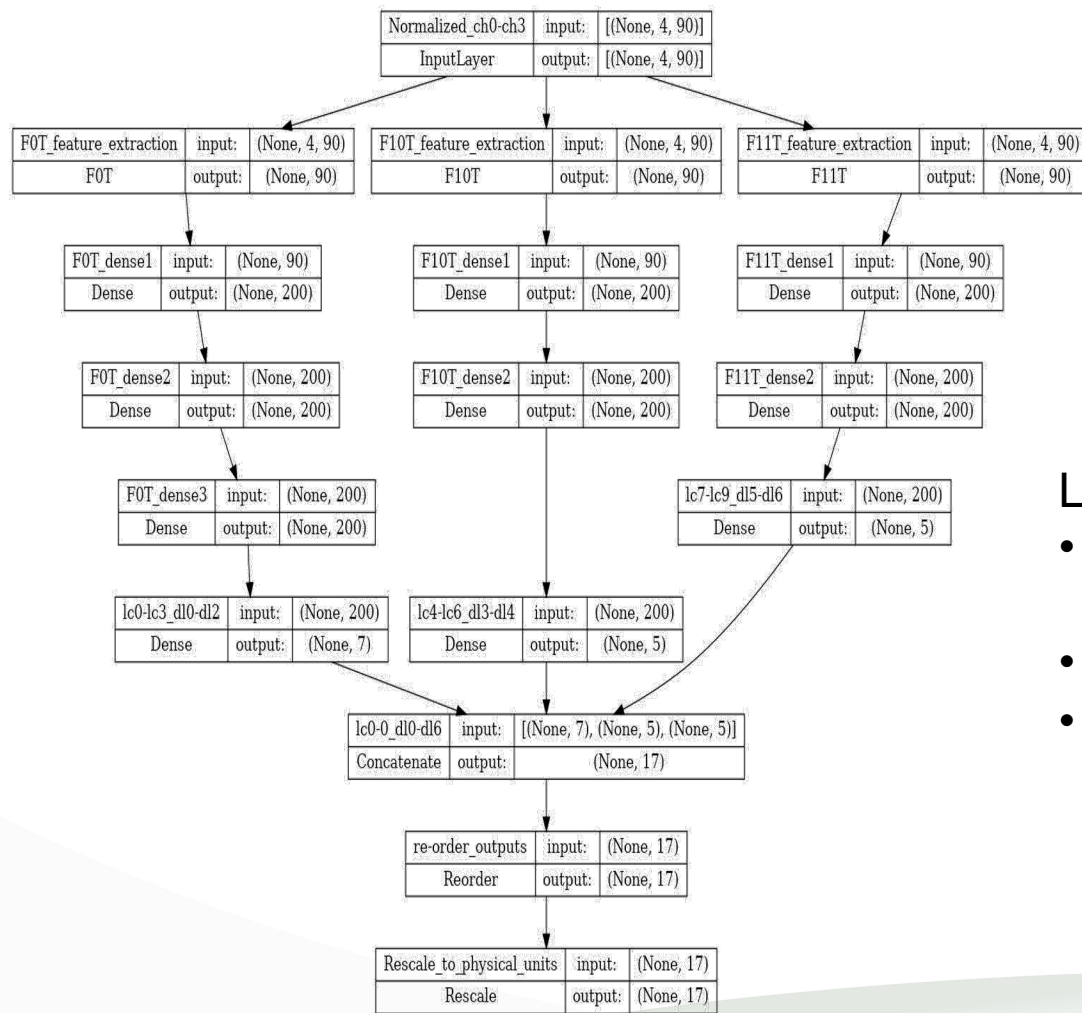 Normalized_ch0-ch3 input: [(None, 4, 90)]
InputLayer output: [(None, 4, 90)]
F0T_feature_extraction input: (None, 4, 90)
F0T output: (None, 90)
F10T_feature_extraction input: (None, 4, 90)
F10T output: (None, 90)
F11T_feature_extraction input: (None, 4, 90)
F11T output: (None, 90)
F0T_dense1 input: (None, 90)
Dense output: (None, 200)
F10T_dense1 input: (None, 90)
Dense output: (None, 200)
F11T_dense1 input: (None, 90)
Dense output: (None, 200)
F0T_dense2 input: (None, 200)
Dense output: (None, 200)
F10T_dense2 input: (None, 200)
Dense output: (None, 200)
F11T_dense2 input: (None, 200)
Dense output: (None, 200)
F0T_dense3 input: (None, 200)
Dense output: (None, 200)
lc7-lc9_dl5-dl6 input: (None, 200)
Dense output: (None, 5)
L
•
•
•
lc0-lc3_dl0-dl2 input: (None, 200)
Dense output: (None, 7)
lc4-lc6_dl3-dl4 input: (None, 200)
Dense output: (None, 5)
lc0-0_dl0-dl6 input: [(None, 7), (None, 5), (None, 5)]
Concatenate output: (None, 17)
re-order_outputs input: (None, 17)
Reorder output: (None, 17)
Rescale_to_physical_units input: (None, 17)
Rescale output: (None, 17)